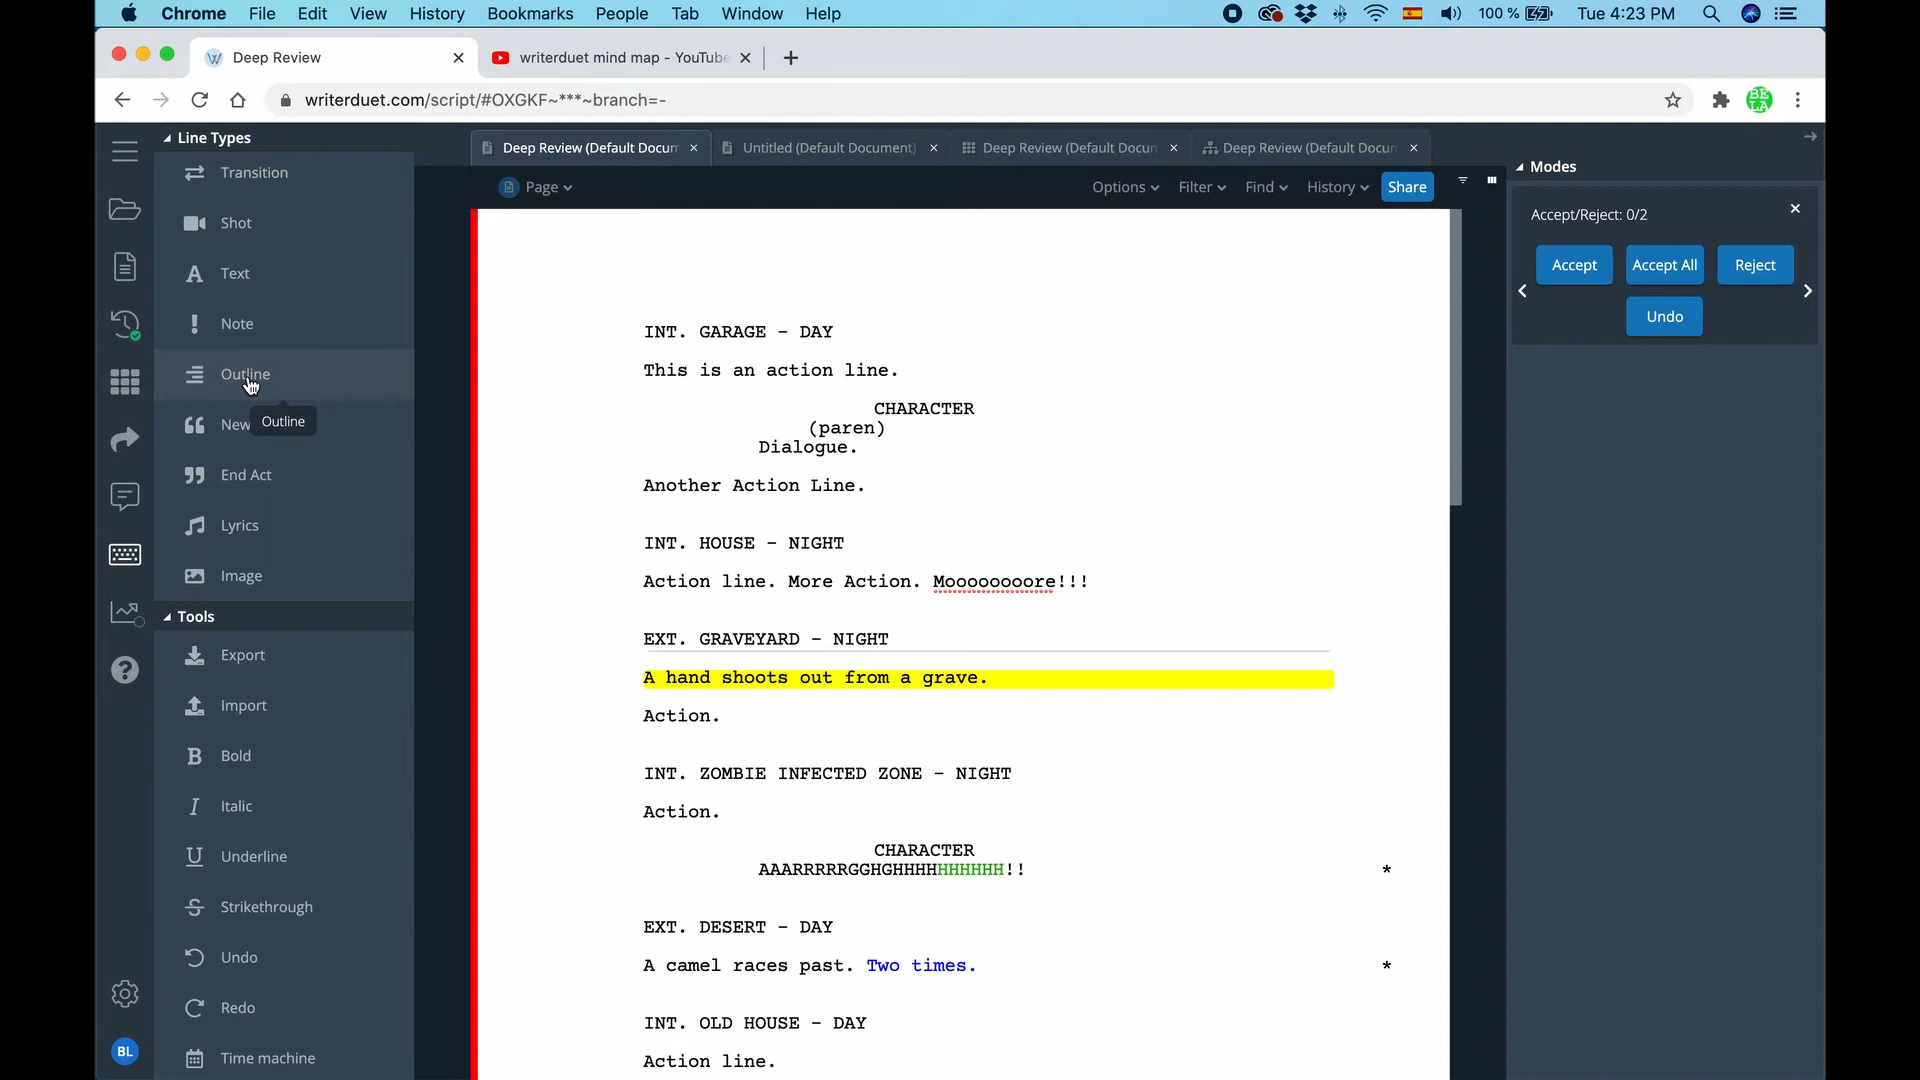 Chrome File Edit View History Bookmarks People Tab Window Help 100 % Tue 4:23 PM
Deep Review
writerduet mind map - YouTube
writerduet.com/script/#OXGKF~***~branch=-
BE
LA
Line Types
Transition
Shot
Text
Note
Outline
New
Outline
End Act
Lyrics
Image
Tools
Export
Import
Bold
Italic
Underline
Strikethrough
Undo
Redo
Time machine
BL
Deep Review (Default Docum
Untitled (Default Document)
Deep Review (Default Docur
Deep Review (Default Docur
Page
Options Filter Find History Share
INT. GARAGE - DAY
This is an action line.
CHARACTER
(paren)
Dialogue.
Another Action Line.
INT. HOUSE - NIGHT
Action line. More Action. Moooooooore!!!
EXT. GRAVEYARD - NIGHT
A hand shoots out from a grave.
Action.
INT. ZOMBIE INFECTED ZONE - NIGHT
Action.
CHARACTER
AAARRRRRGGHGHHHHHHHHHH!! *
EXT. DESERT - DAY
A camel races past. Two times. *
INT. OLD HOUSE - DAY
Action line.
Modes
Accept/Reject: 0/2
Accept
Accept All
Reject
Undo